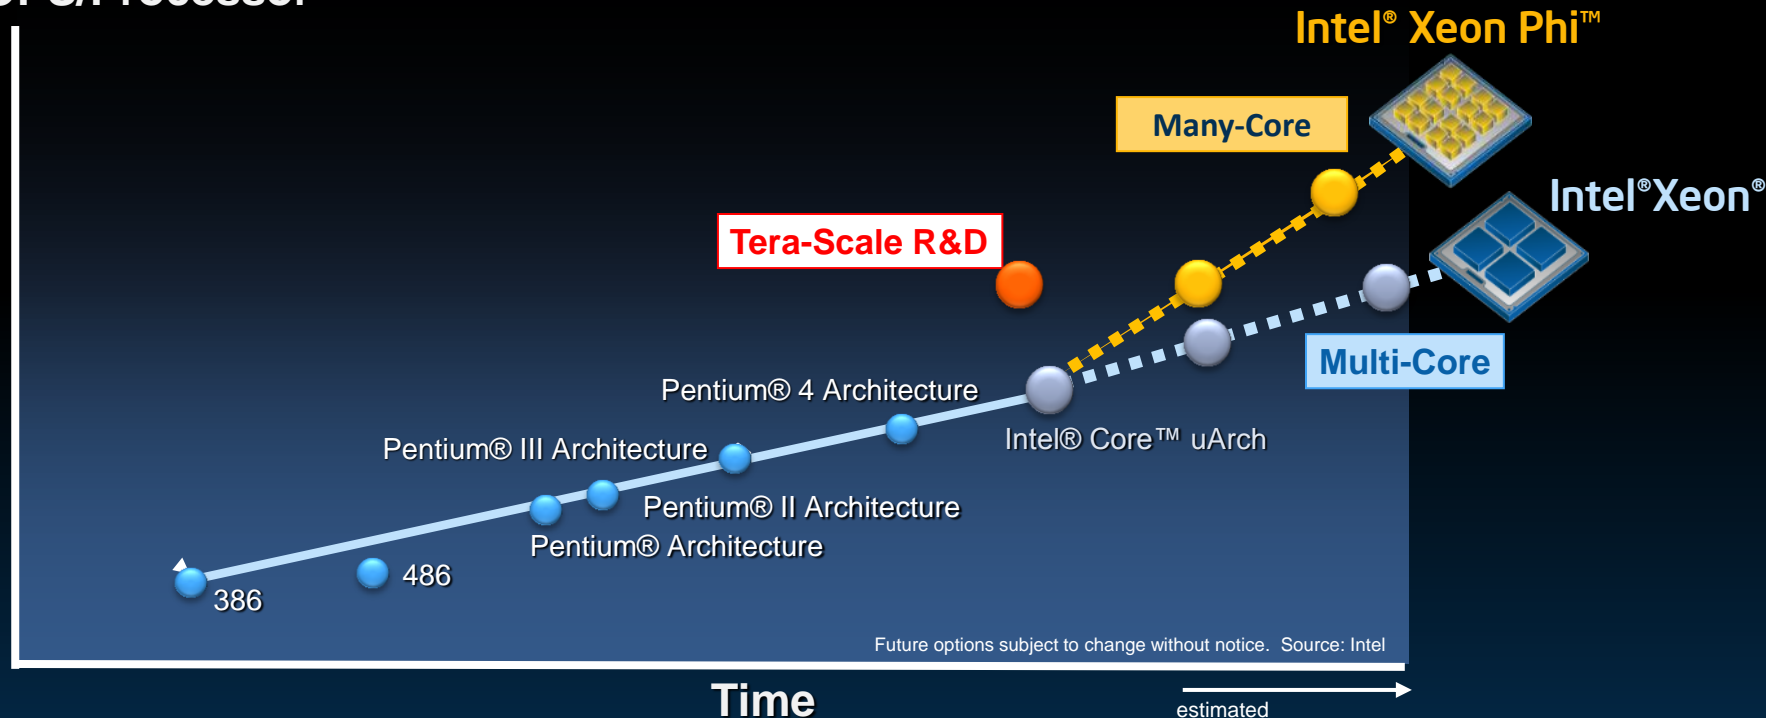 Intel® Xeon Phi™
Many-Core
Intel®Xeon®
Tera-Scale R&D
Multi-Core
Pentium® 4 Architecture
Intel® Core™ uArch
Pentium® III Architecture
Pentium® II Architecture
Pentium® Architecture
486
386
Future options subject to change without notice. Source: Intel
Time
estimated